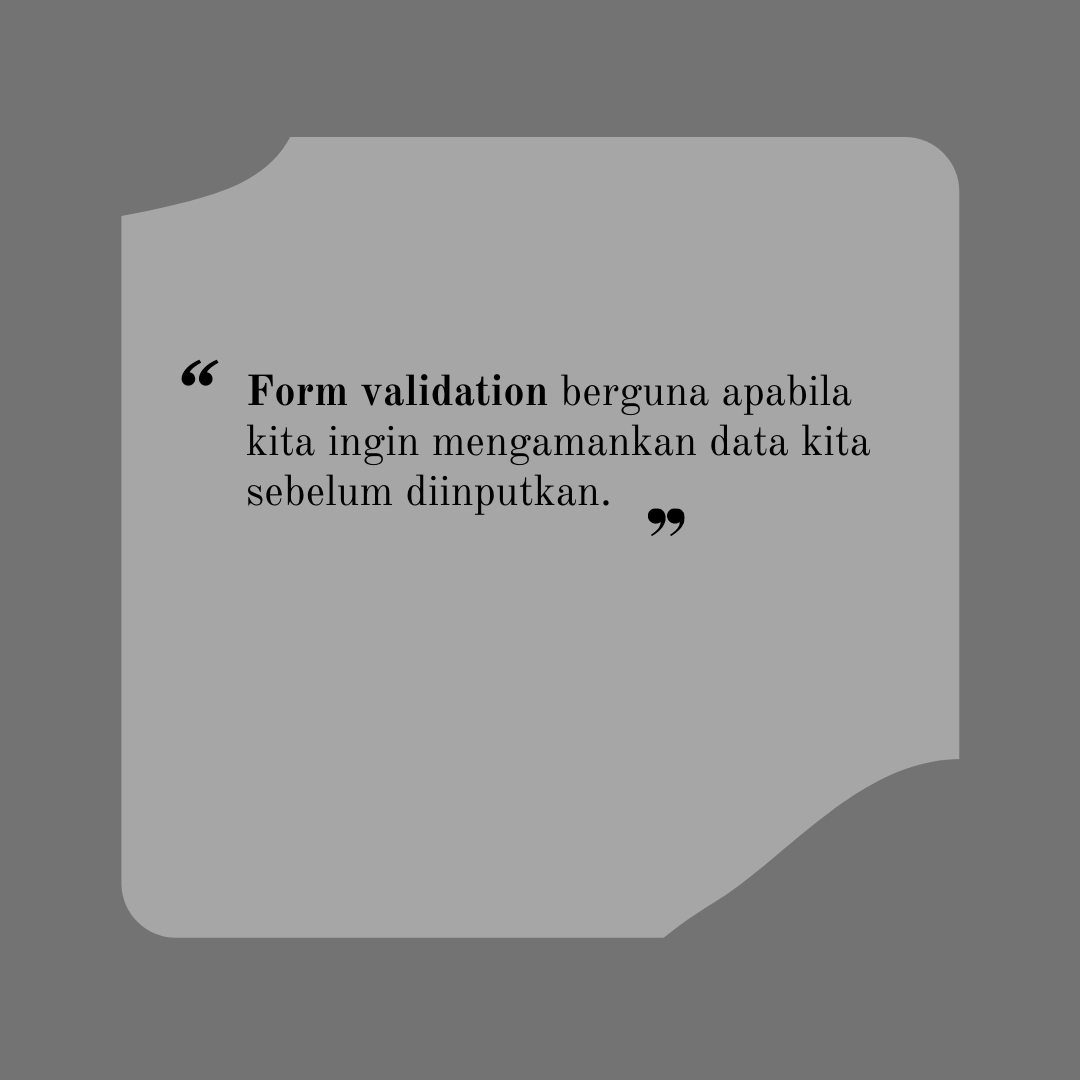 “ Form validation berguna apabila
kita ingin mengamankan data kita
sebelum diinputkan. ”